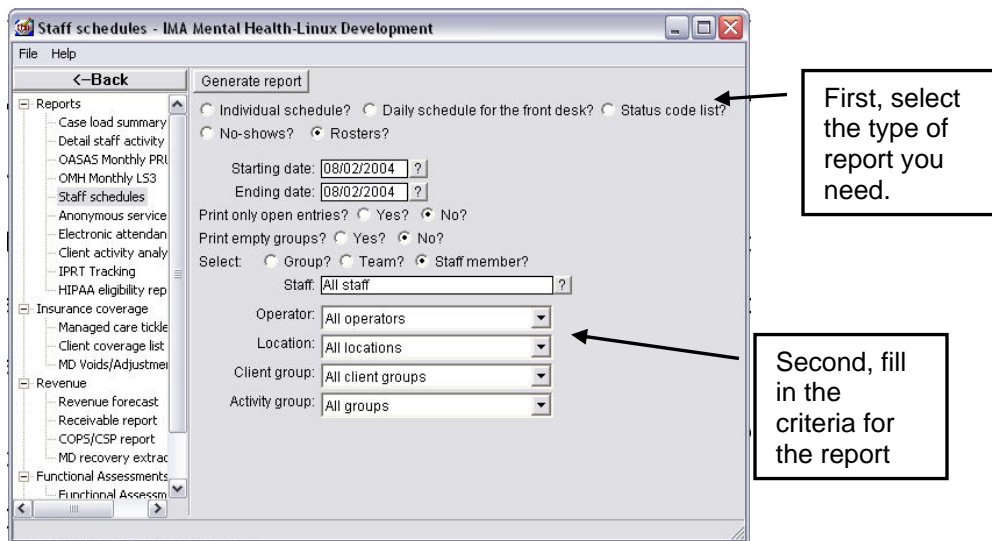 Staff schedules - IMA Mental Health-Linux Development
File Help
<-Back
Generate report
Reports
Case load summary
Detail staff activity
OASAS Monthly PRU
OMH Monthly LS3
Staff schedules
Anonymous service
Electronic attendan
Client activity analy
IPRT Tracking
HIPAA eligibility rep
Insurance coverage
Managed care tickle
Client coverage list
MD Voids/Adjustmen
Revenue
Revenue forecast
Receivable report
COPS/CSP report
MD recovery extrac
Functional Assessments
Functional Assessm
Individual schedule? Daily schedule for the front desk? Status code list?
No-shows? Rosters?
Starting date: 08/02/2004 ?
Ending date: 08/02/2004 ?
Print only open entries? Yes? No?
Print empty groups? Yes? No?
Select: Group? Team? Staff member?
Staff: All staff ?
Operator: All operators
Location: All locations
Client group: All client groups
Activity group: All groups
First, select
the type of
report you
need.
Second, fill
in the
criteria for
the report